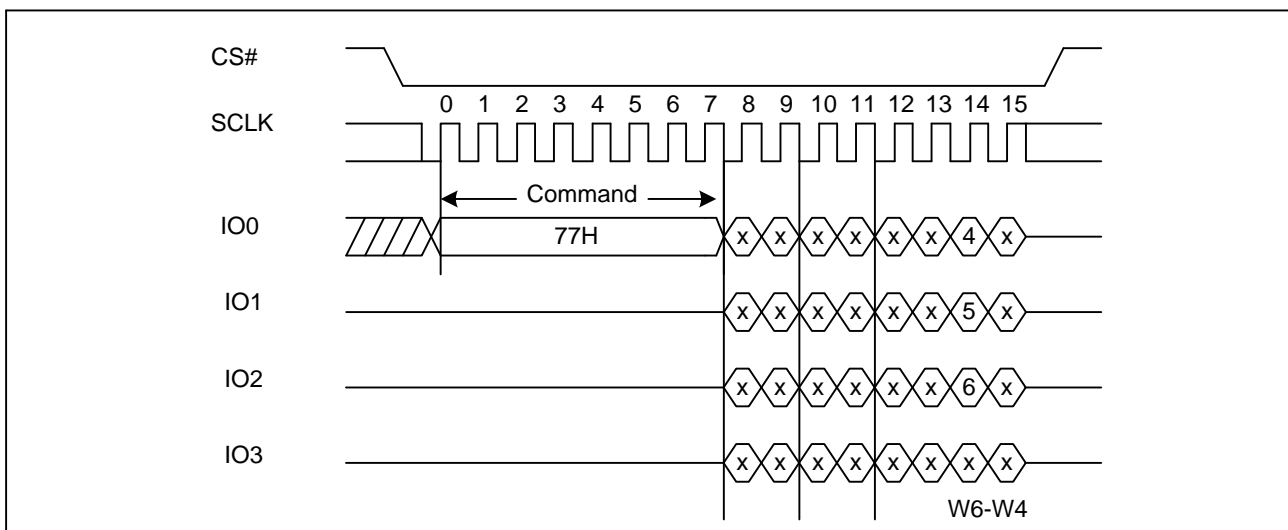 CS#
0 1 2 3 4 5 6 7 8 9 10 11 12 13 14 15
SCLK
Command
IO0 77H x x x x x x 4 x
IO1 x x x x x x 5 x
IO2 x x x x x x 6 x
IO3 x x x x x x x x
W6-W4